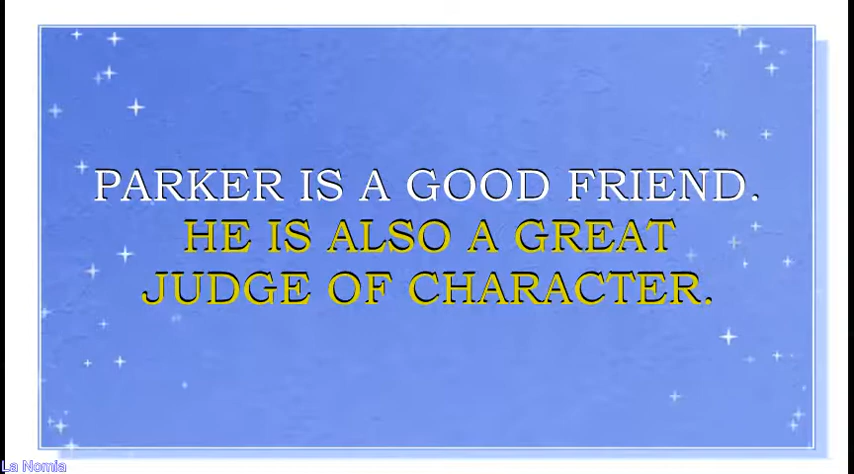 PARKER IS A GOOD FRIEND.
HE IS ALSO A GREAT
JUDGE OF CHARACTER.
La Nomia